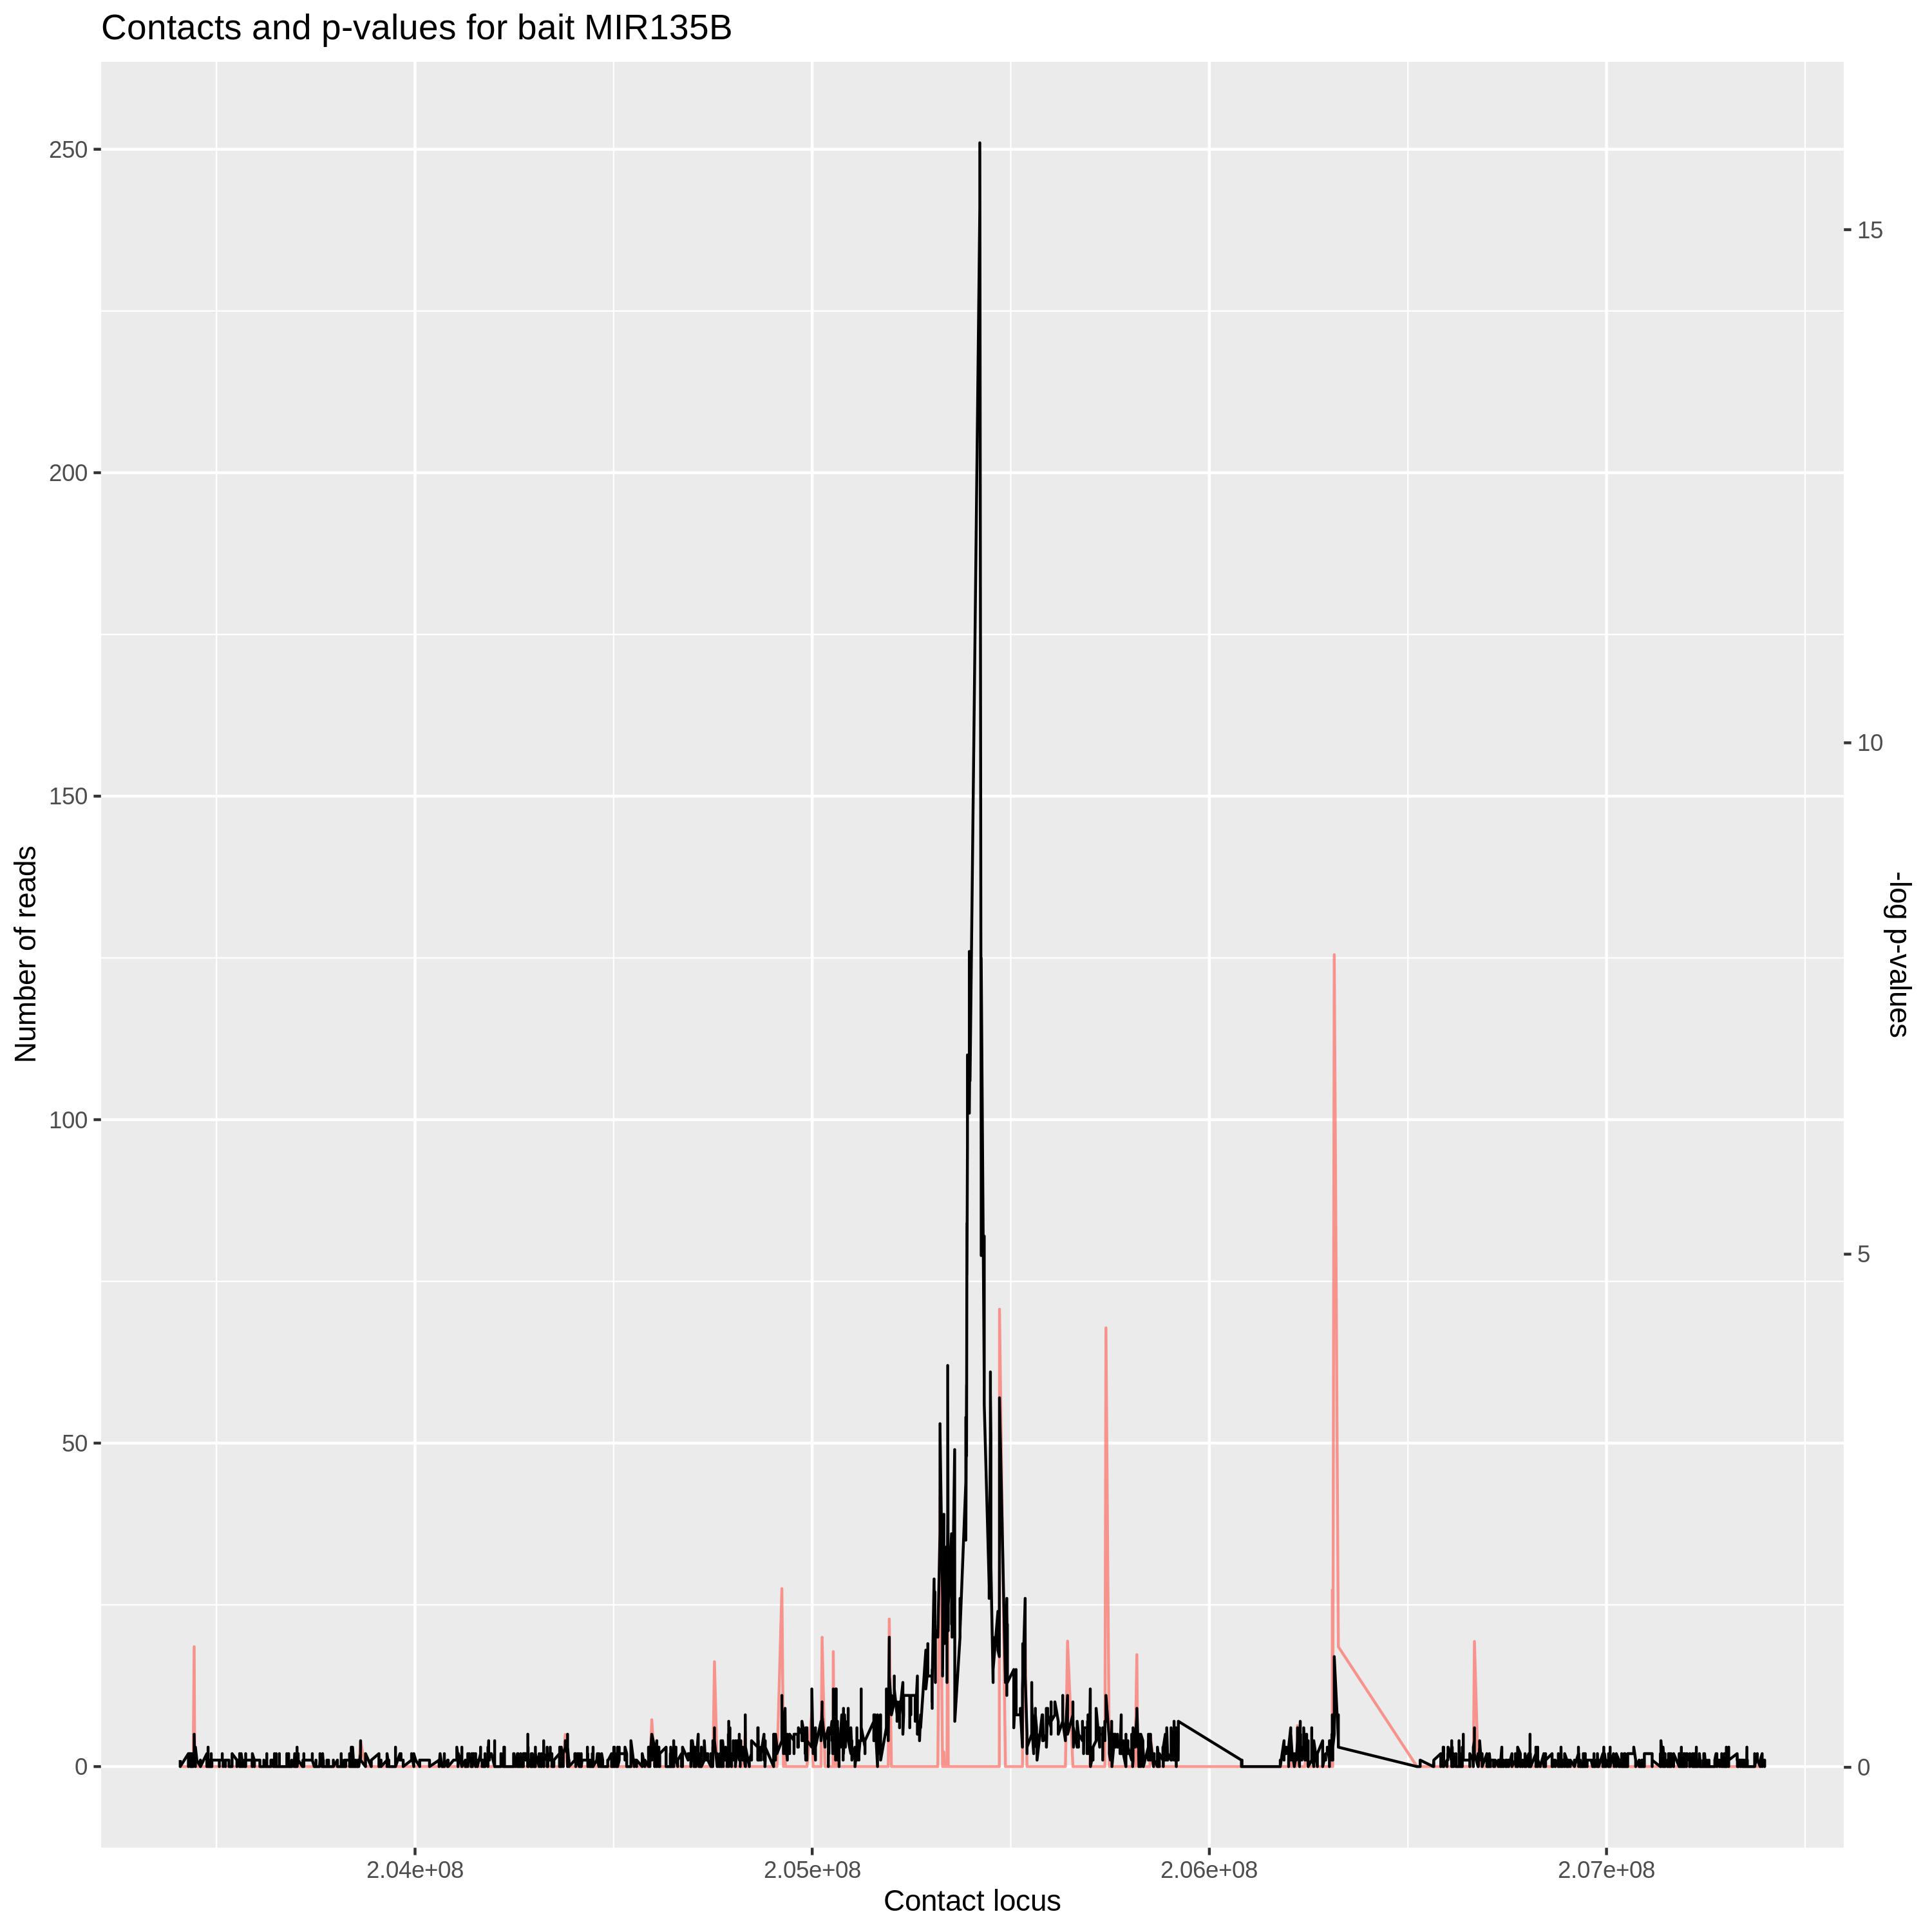 Contacts and p-values for bait MIR135B
250
200
150
100
50
0
Number of reads
15
10
5
0
-log p-values
2.04e+08 2.05e+08 2.06e+08 2.07e+08
Contact locus